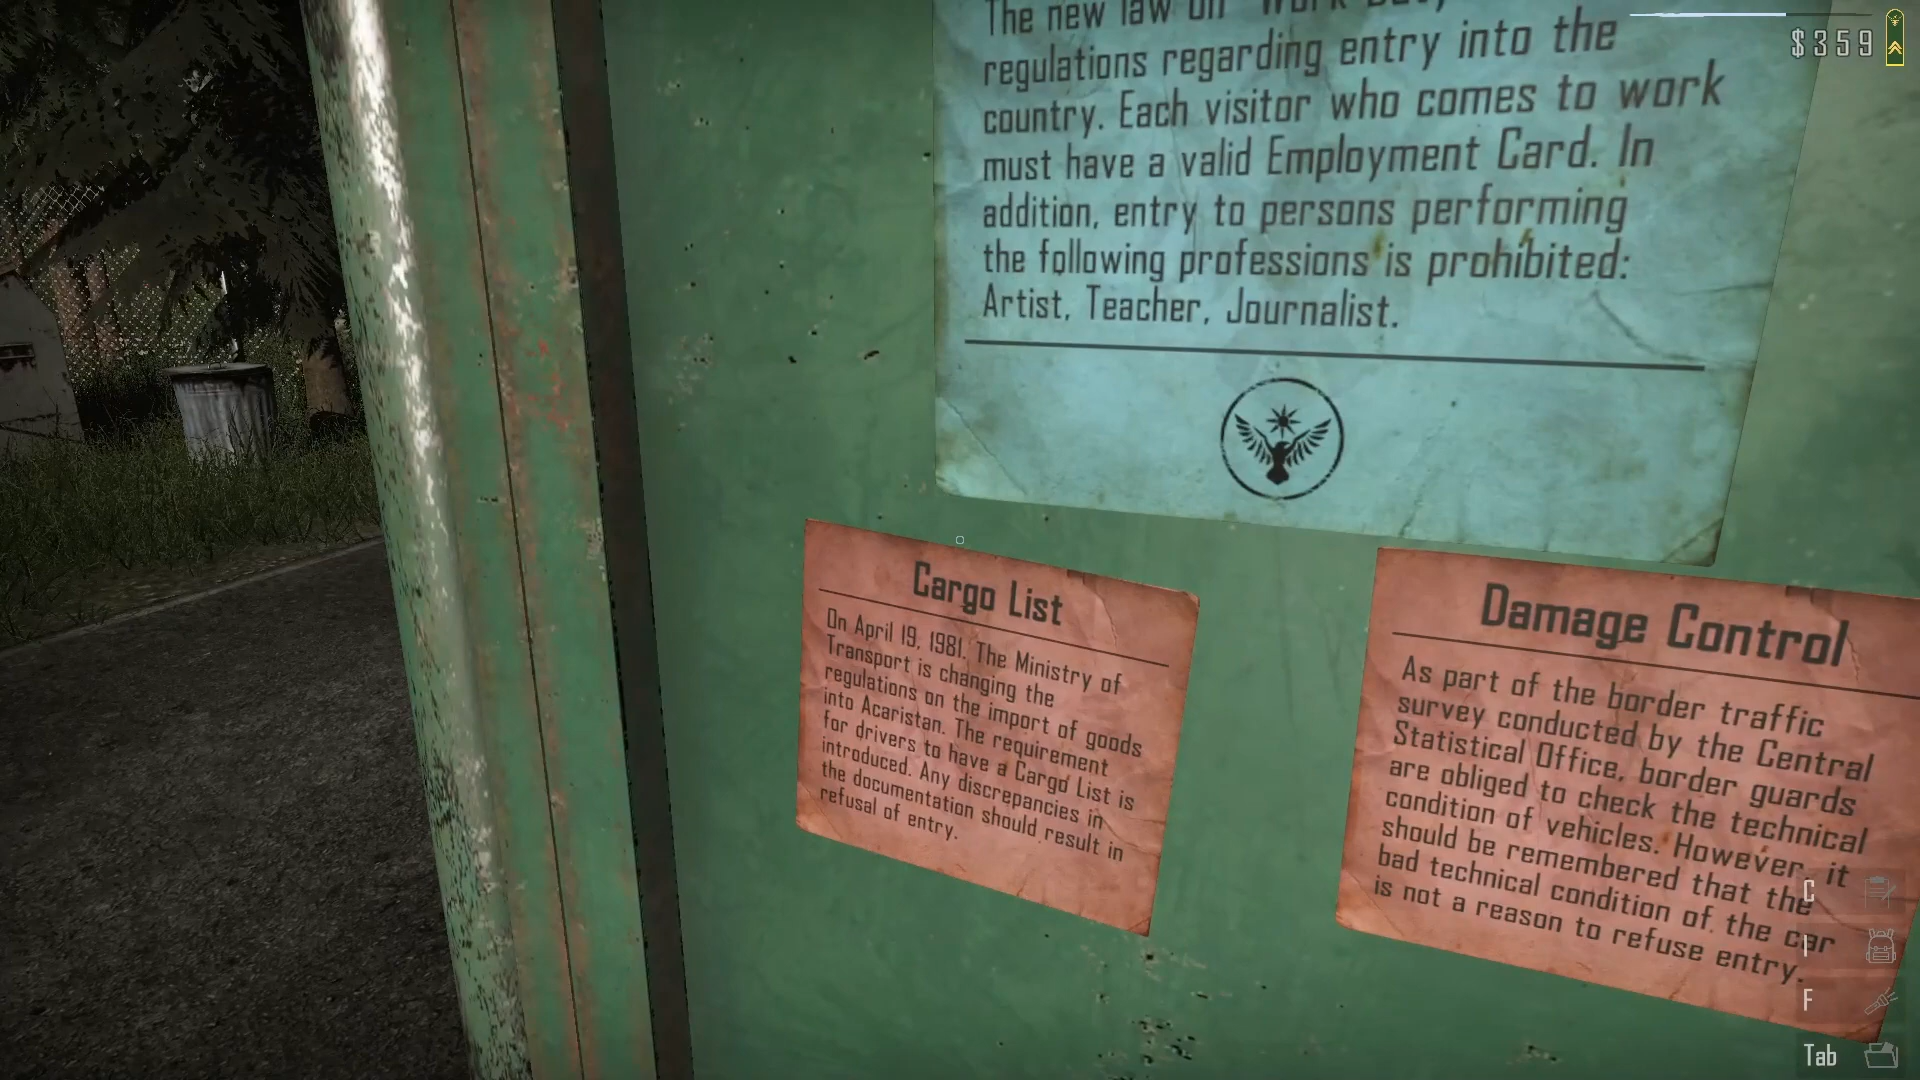 The new law on "Work
regulations regarding entry into the
country. Each visitor who comes to work
must have a valid Employment Card. In
addition, entry to persons performing
the following professions is prohibited:
Artist, Teacher, Journalist.
$359
Cargo List
On April 19, 1981. The Ministry of
Transport is changing the
regulations on the import of goods
into Acaristan. The requirement
for drivers to have a Cargo List is
introduced. Any discrepancies in
the documentation should result in
refusal of entry.
Damage Control
As part of the border traffic
survey conducted by the Central
Statistical Office, border guards
are obliged to check the technical
condition of vehicles. However, it
should be remembered that the
bad technical condition of the car
is not a reason to refuse entry.
C
I
F
Tab